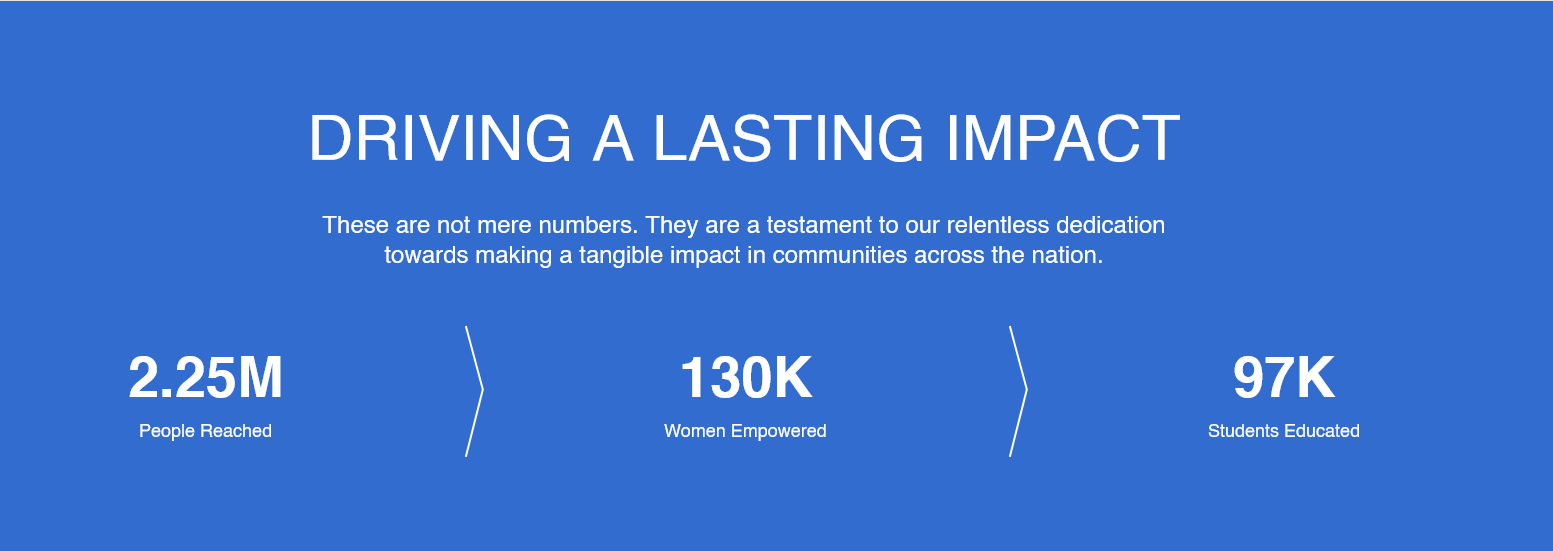 DRIVING A LASTING IMPACT
These are not mere numbers. They are a testament to our relentless dedication
towards making a tangible impact in communities across the nation.
2.25M
People Reached
130K
Women Empowered
97K
Students Educated